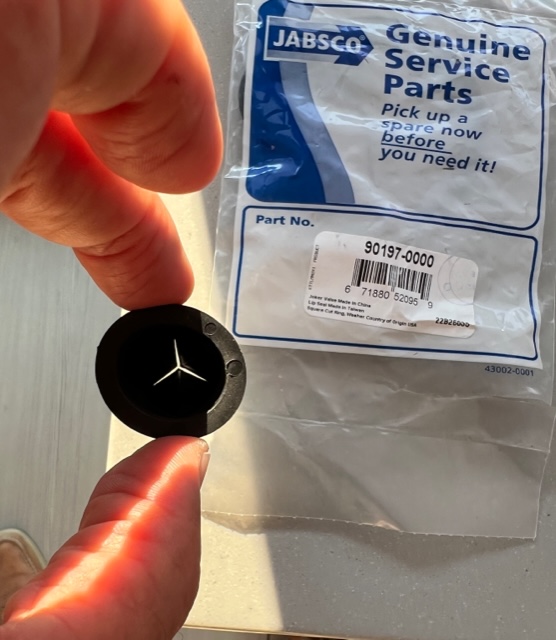 JABSCO
Genuine
Service
Parts
Pick up a
spare now
before
you need it!
Part No.
90197-0000
6 71880 52095 9
Joker Valve Made In China
Lip Seal Made in Taiwan
Square Cut Ring, Washer Country of Origin USA
22B25000
43002-0001